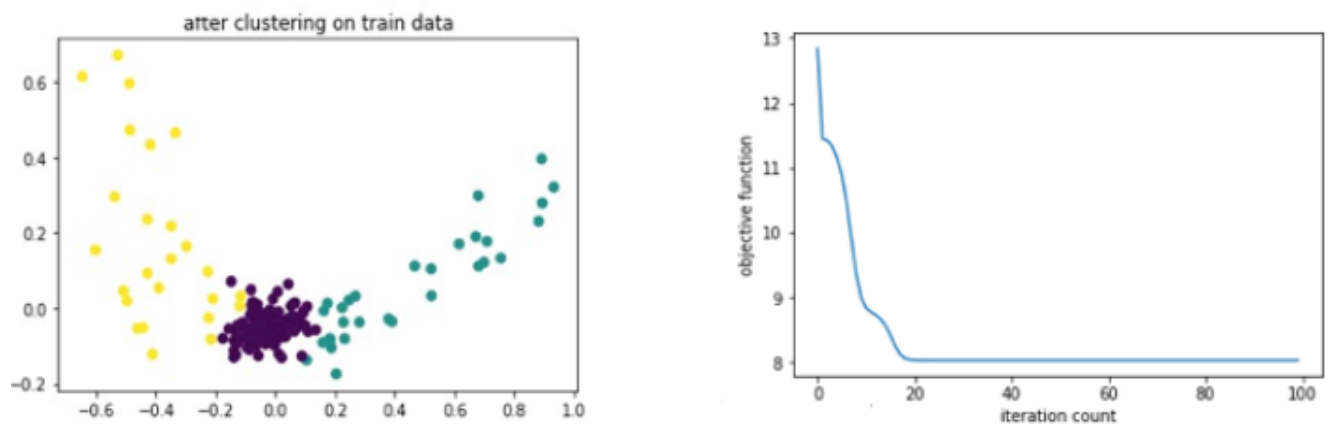 after clustering on train data
0.6
0.4
0.2
0.0
−0.2
−0.6 −0.4 −0.2 0.0 0.2 0.4 0.6 0.8 1.0
objective function
13
12
11
10
9
8
0 20 40 60 80 100
iteration count